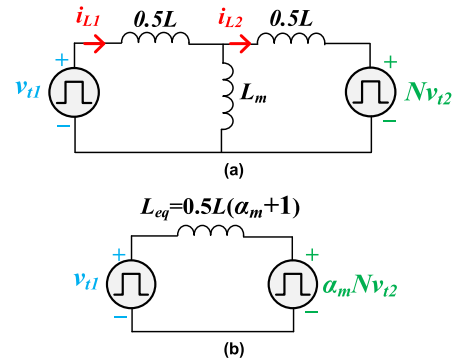 i_L1 0.5L i_L2 0.5L
+ +
v_t1 L_m Nv_t2
− −
(a)
L_eq=0.5L(α_m+1)
+ +
v_t1 α_mNv_t2
− −
(b)